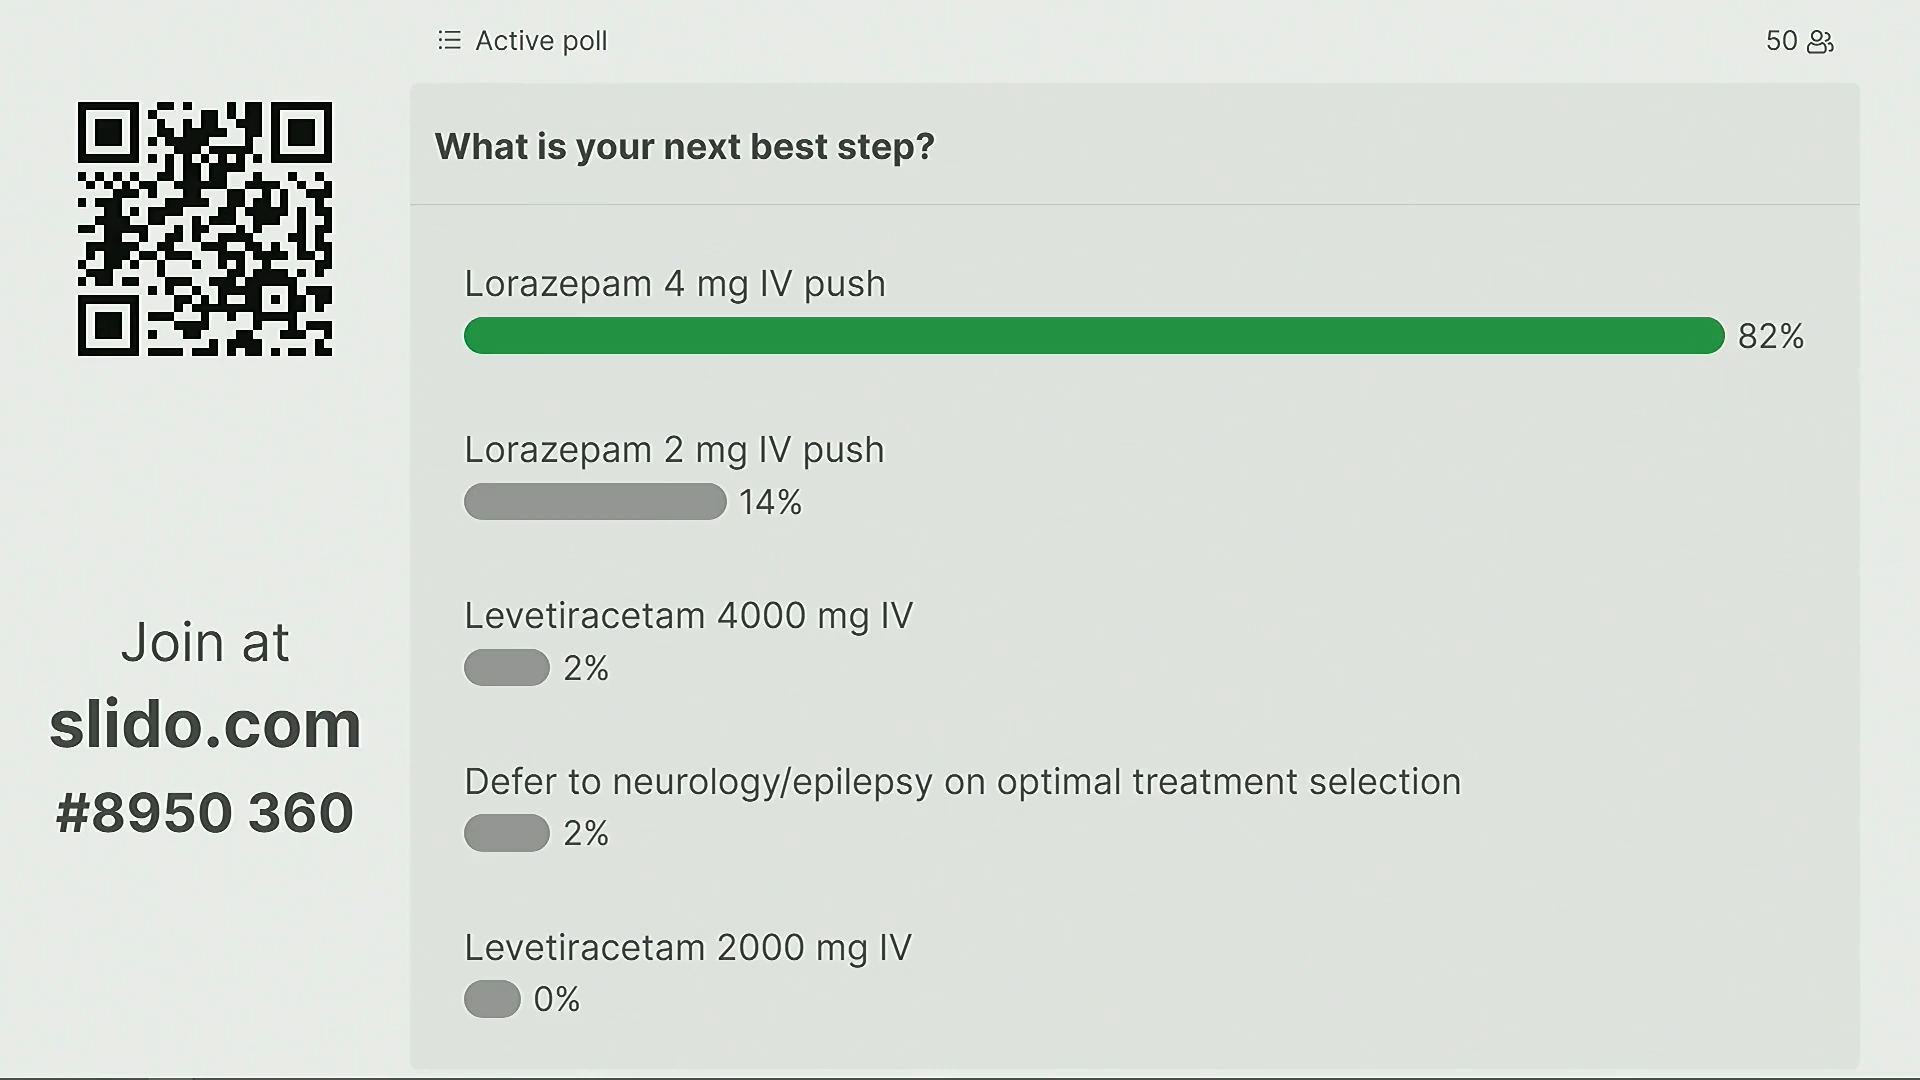 Active poll
50
What is your next best step?
Lorazepam 4 mg IV push
82%
Lorazepam 2 mg IV push
14%
Levetiracetam 4000 mg IV
2%
Defer to neurology/epilepsy on optimal treatment selection
2%
Levetiracetam 2000 mg IV
0%
Join at
slido.com
#8950 360